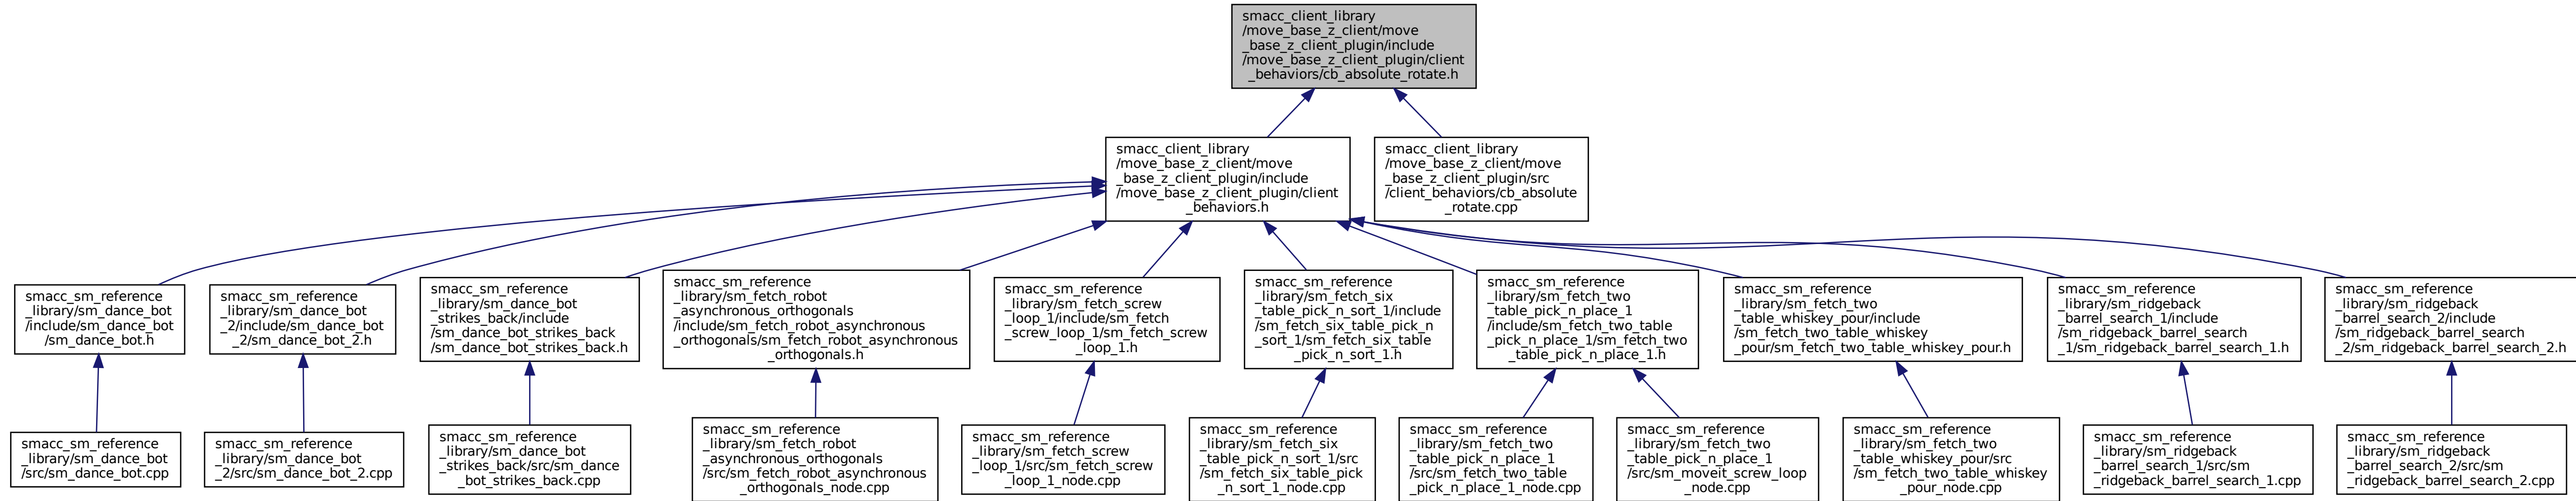 smacc_client_library
/move_base_z_client/move
_base_z_client_plugin/include
/move_base_z_client_plugin/client
_behaviors/cb_absolute_rotate.h
smacc_client_library
/move_base_z_client/move
_base_z_client_plugin/include
/move_base_z_client_plugin/client
_behaviors.h
smacc_client_library
/move_base_z_client/move
_base_z_client_plugin/src
/client_behaviors/cb_absolute
_rotate.cpp
smacc_sm_reference
_library/sm_dance_bot
/include/sm_dance_bot
/sm_dance_bot.h
smacc_sm_reference
_library/sm_dance_bot
_2/include/sm_dance_bot
_2/sm_dance_bot_2.h
smacc_sm_reference
_library/sm_dance_bot
_strikes_back/include
/sm_dance_bot_strikes_back
/sm_dance_bot_strikes_back.h
smacc_sm_reference
_library/sm_fetch_robot
_asynchronous_orthogonals
/include/sm_fetch_robot_asynchronous
_orthogonals/sm_fetch_robot_asynchronous
_orthogonals.h
smacc_sm_reference
_library/sm_fetch_screw
_loop_1/include/sm_fetch
_screw_loop_1/sm_fetch_screw
_loop_1.h
smacc_sm_reference
_library/sm_fetch_six
_table_pick_n_sort_1/include
/sm_fetch_six_table_pick_n
_sort_1/sm_fetch_six_table
_pick_n_sort_1.h
smacc_sm_reference
_library/sm_fetch_two
_table_pick_n_place_1
/include/sm_fetch_two_table
_pick_n_place_1/sm_fetch_two
_table_pick_n_place_1.h
smacc_sm_reference
_library/sm_fetch_two
_table_whiskey_pour/include
/sm_fetch_two_table_whiskey
_pour/sm_fetch_two_table_whiskey_pour.h
smacc_sm_reference
_library/sm_ridgeback
_barrel_search_1/include
/sm_ridgeback_barrel_search
_1/sm_ridgeback_barrel_search_1.h
smacc_sm_reference
_library/sm_ridgeback
_barrel_search_2/include
/sm_ridgeback_barrel_search
_2/sm_ridgeback_barrel_search_2.h
smacc_sm_reference
_library/sm_dance_bot
/src/sm_dance_bot.cpp
smacc_sm_reference
_library/sm_dance_bot
_2/src/sm_dance_bot_2.cpp
smacc_sm_reference
_library/sm_dance_bot
_strikes_back/src/sm_dance
_bot_strikes_back.cpp
smacc_sm_reference
_library/sm_fetch_robot
_asynchronous_orthogonals
/src/sm_fetch_robot_asynchronous
_orthogonals_node.cpp
smacc_sm_reference
_library/sm_fetch_screw
_loop_1/src/sm_fetch_screw
_loop_1_node.cpp
smacc_sm_reference
_library/sm_fetch_six
_table_pick_n_sort_1/src
/sm_fetch_six_table_pick
_n_sort_1_node.cpp
smacc_sm_reference
_library/sm_fetch_two
_table_pick_n_place_1
/src/sm_fetch_two_table
_pick_n_place_1_node.cpp
smacc_sm_reference
_library/sm_fetch_two
_table_pick_n_place_1
/src/sm_moveit_screw_loop
_node.cpp
smacc_sm_reference
_library/sm_fetch_two
_table_whiskey_pour/src
/sm_fetch_two_table_whiskey
_pour_node.cpp
smacc_sm_reference
_library/sm_ridgeback
_barrel_search_1/src/sm
_ridgeback_barrel_search_1.cpp
smacc_sm_reference
_library/sm_ridgeback
_barrel_search_2/src/sm
_ridgeback_barrel_search_2.cpp